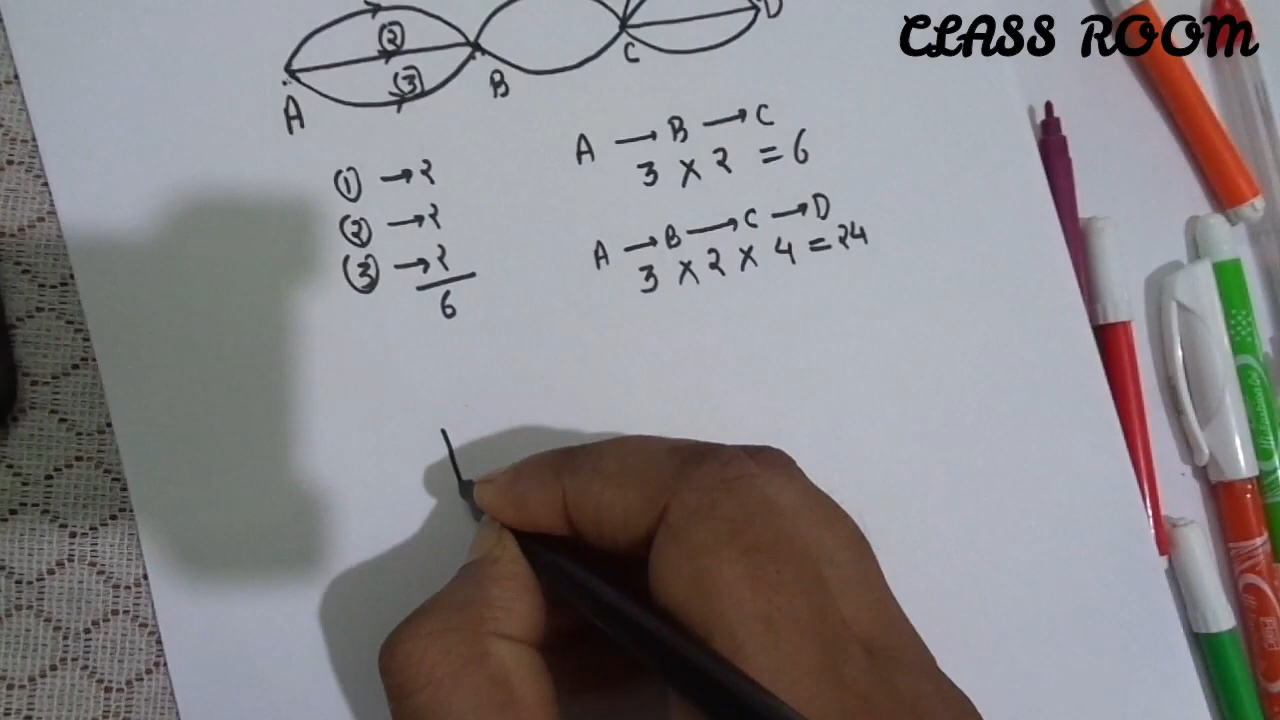 CLASS ROOM
②
③
A
B
C
D
① → 2
② → 2
③ → 2
6
A → B → C
3 × 2 = 6
A → B → C → D
3 × 2 × 4 = 24